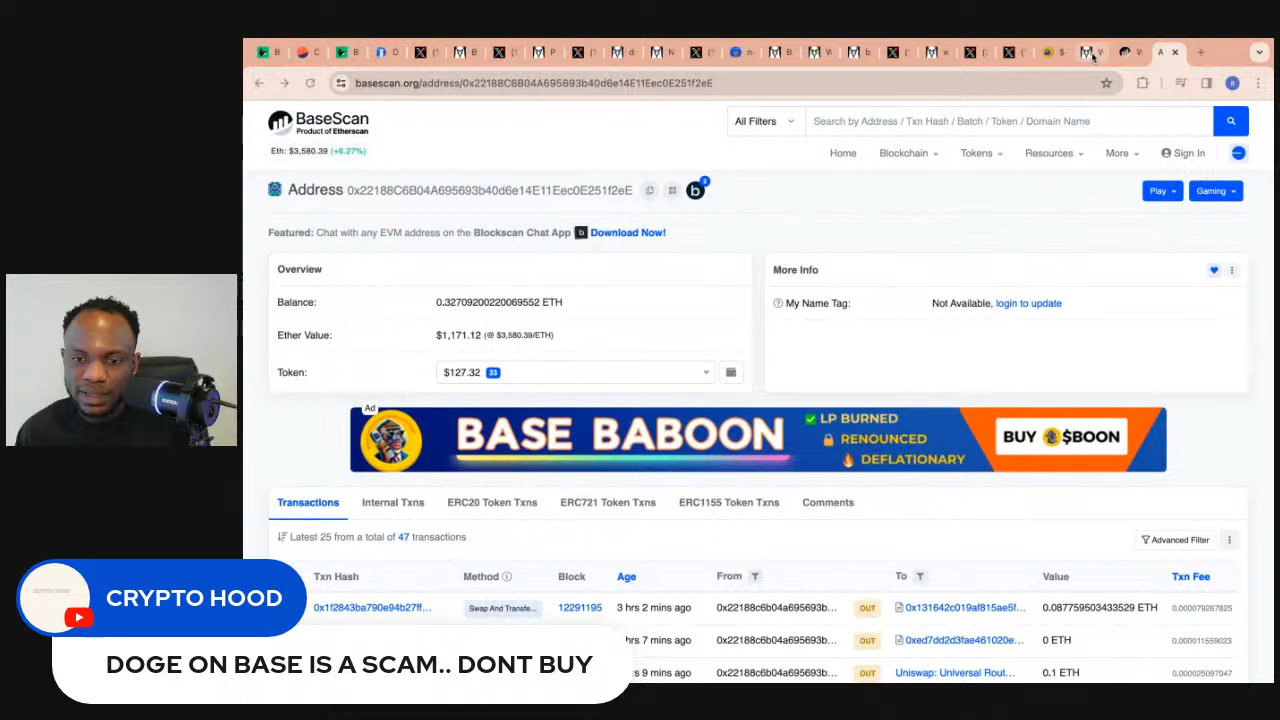 basescan.org/address/0x22188C6B04A695693b40d6e14E11Eec0E251f2eE
BaseScan
Product of Etherscan
All Filters
Search by Address / Txn Hash / Batch / Token / Domain Name
Eth: $3,580.39 (+6.27%)
Home Blockchain Tokens Resources More Sign In
Address 0x22188C6B04A695693b40d6e14E11Eec0E251f2eE
2
Play Gaming
Featured: Chat with any EVM address on the Blockscan Chat App Download Now!
Overview
Balance: 0.32709200220069552 ETH
Ether Value: $1,171.12 (@ $3,580.39/ETH)
Token: $127.32 33
More Info
My Name Tag: Not Available, login to update
Ad
BASE BABOON
LP BURNED
RENOUNCED
DEFLATIONARY
BUY $BOON
Transactions Internal Txns ERC20 Token Txns ERC721 Token Txns ERC1155 Token Txns Comments
Latest 25 from a total of 47 transactions
Advanced Filter
Txn Hash Method Block Age From To Value Txn Fee
0x1f2843ba790e94b27ff... Swap And Transfe... 12291195 3 hrs 2 mins ago 0x22188c6b04a695693b... OUT 0x131642c019af815ae5f... 0.087759503433529 ETH 0.000079267825
hrs 7 mins ago 0x22188c6b04a695693b... OUT 0xed7dd2d3fae461020e... 0 ETH 0.000011559023
rs 9 mins ago 0x22188c6b04a695693b... OUT Uniswap: Universal Rout... 0.1 ETH 0.000025097047
CRYPTO HOOD
DOGE ON BASE IS A SCAM.. DONT BUY